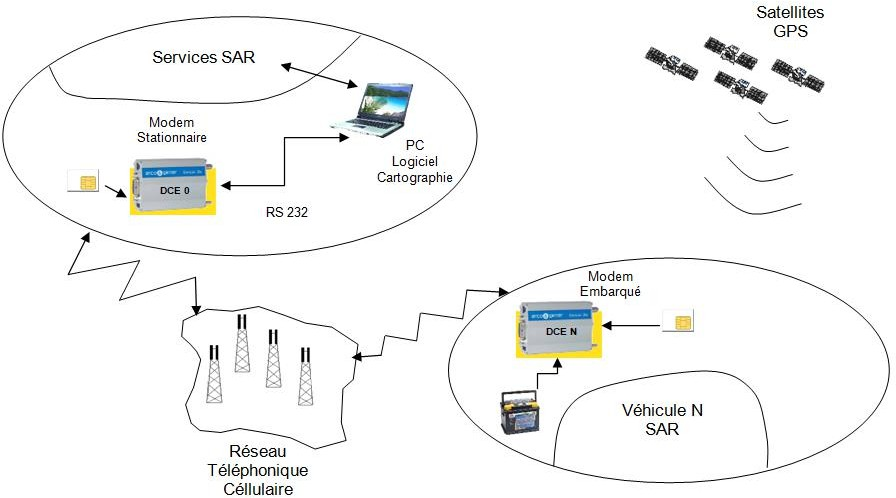 Satellites
GPS
Services SAR
Modem
Stationnaire
PC
Logiciel
Cartographie
DCE 0
RS 232
Modem
Embarqué
DCE N
Véhicule N
SAR
Réseau
Téléphonique
Céllulaire